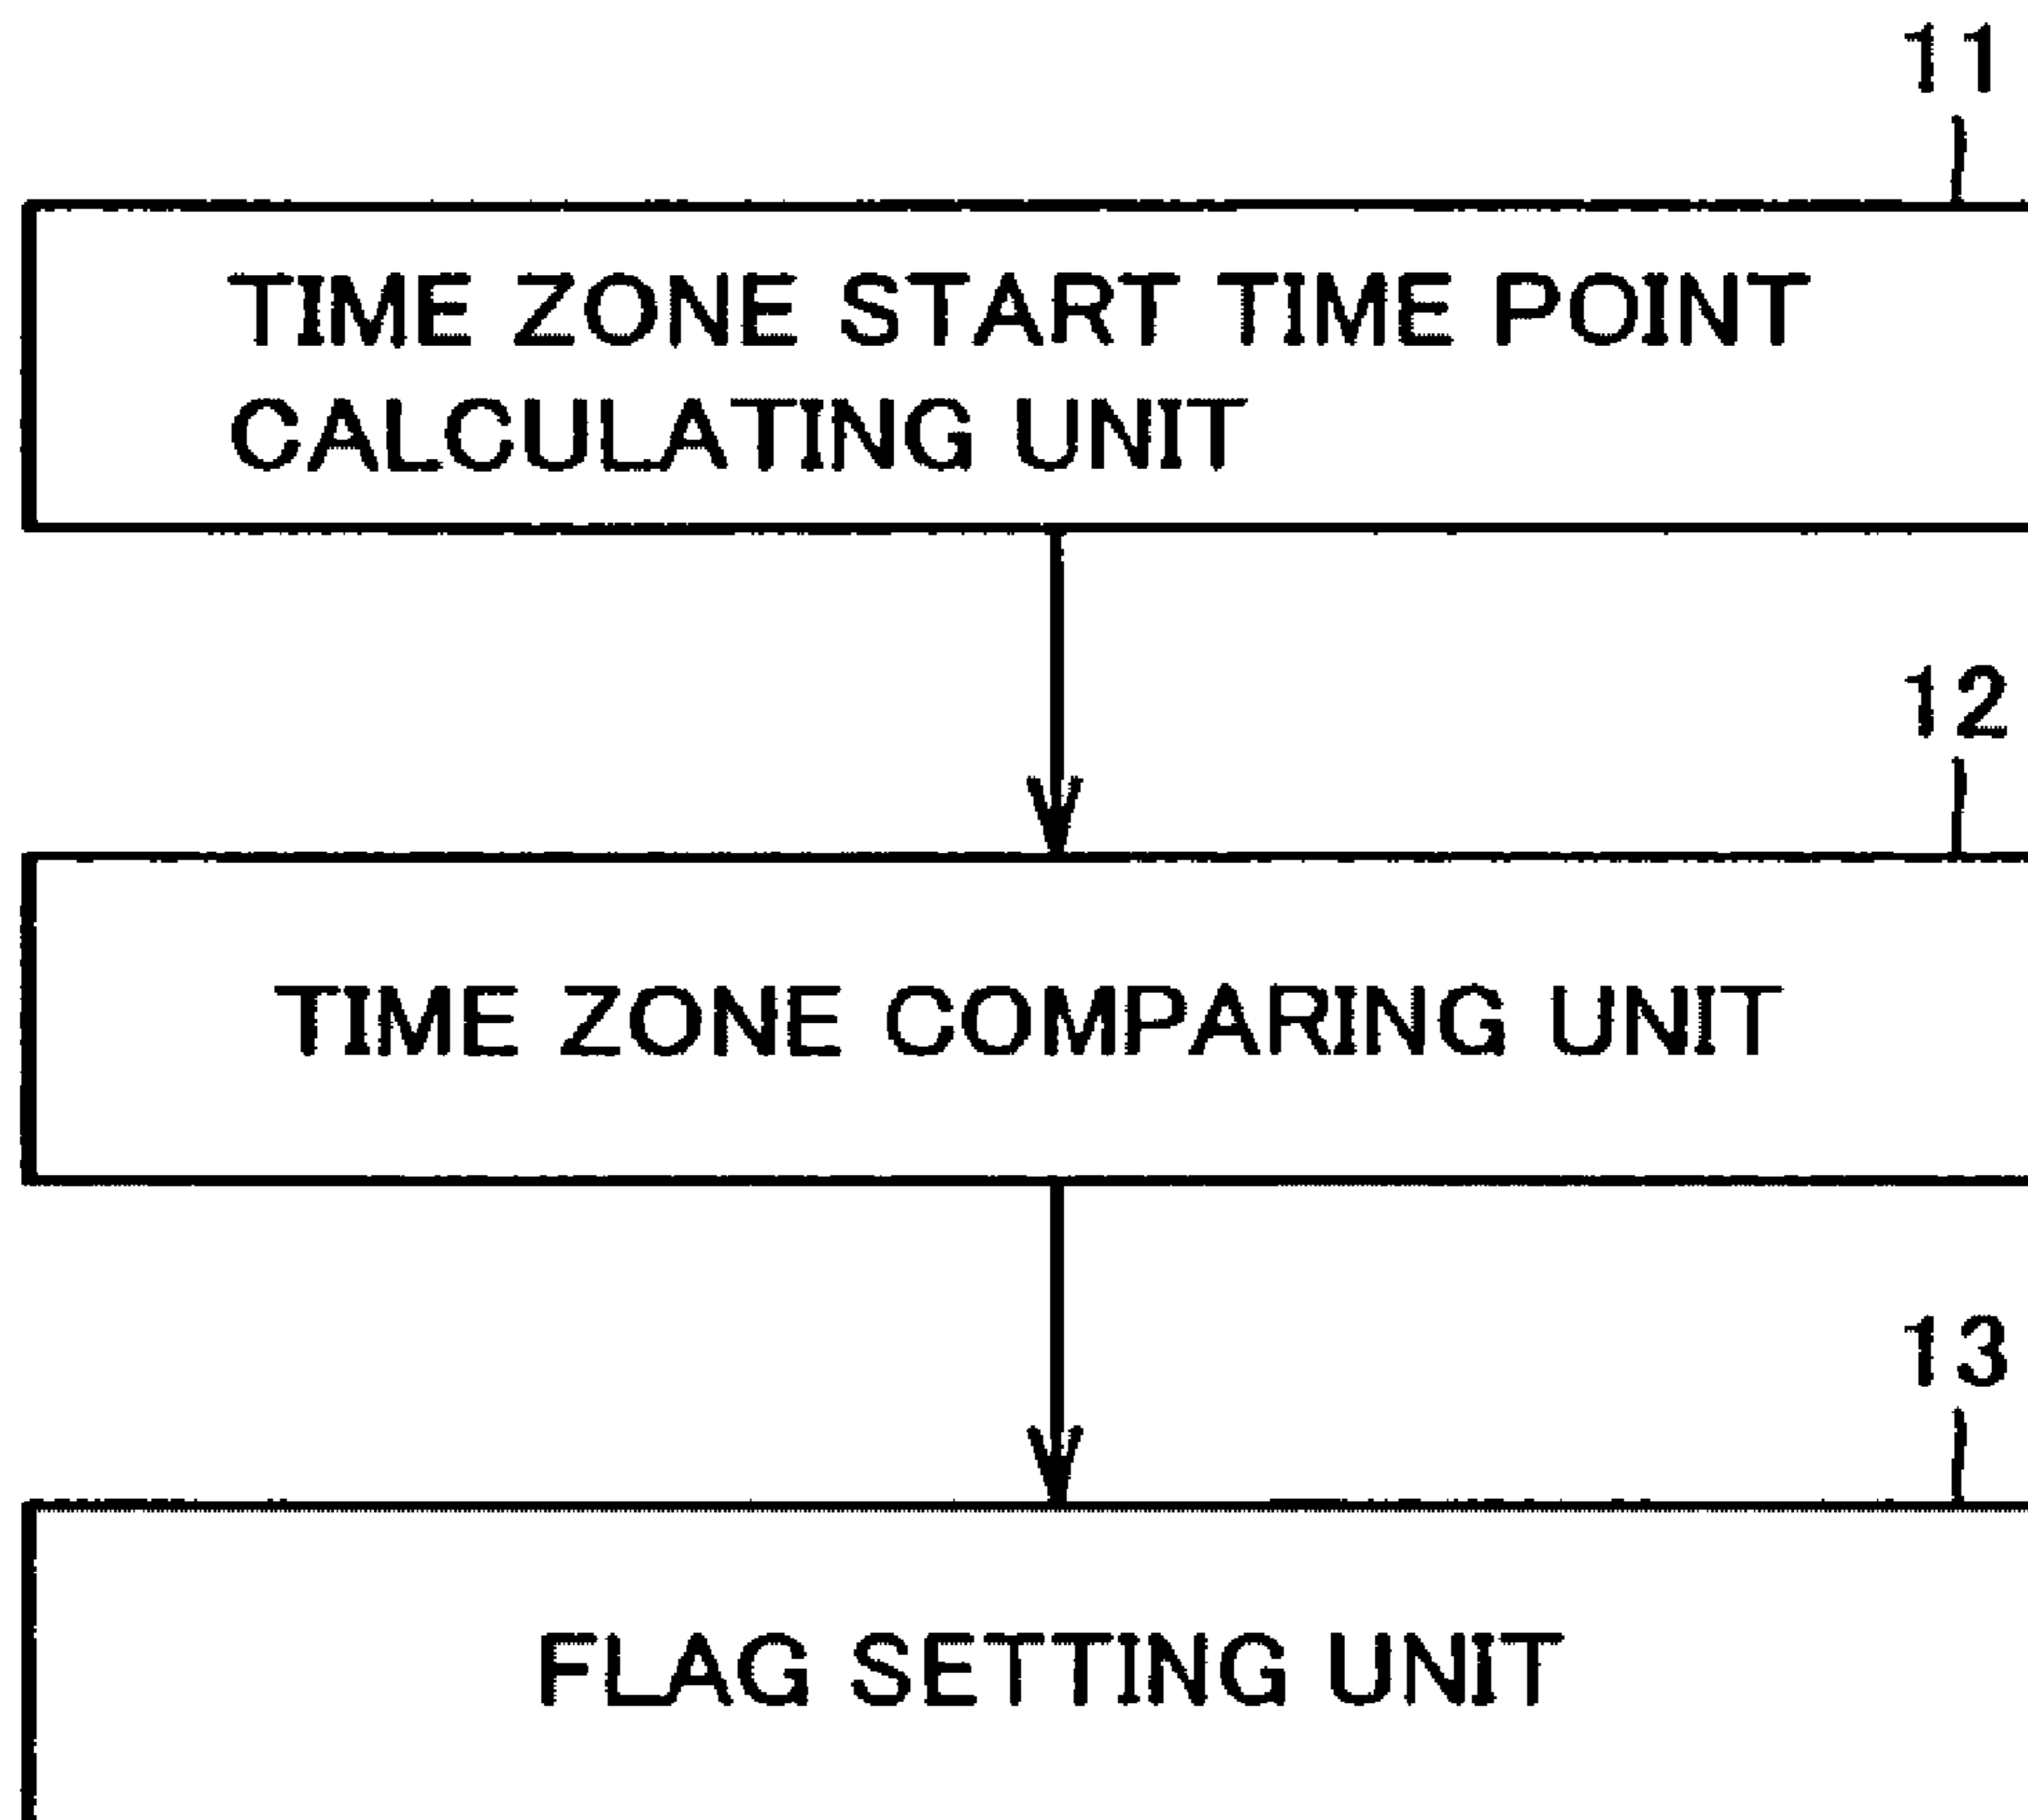 11
TIME ZONE START TIME POINT
CALCULATING UNIT
12
TIME ZONE COMPARING UNIT
13
FLAG SETTING UNIT